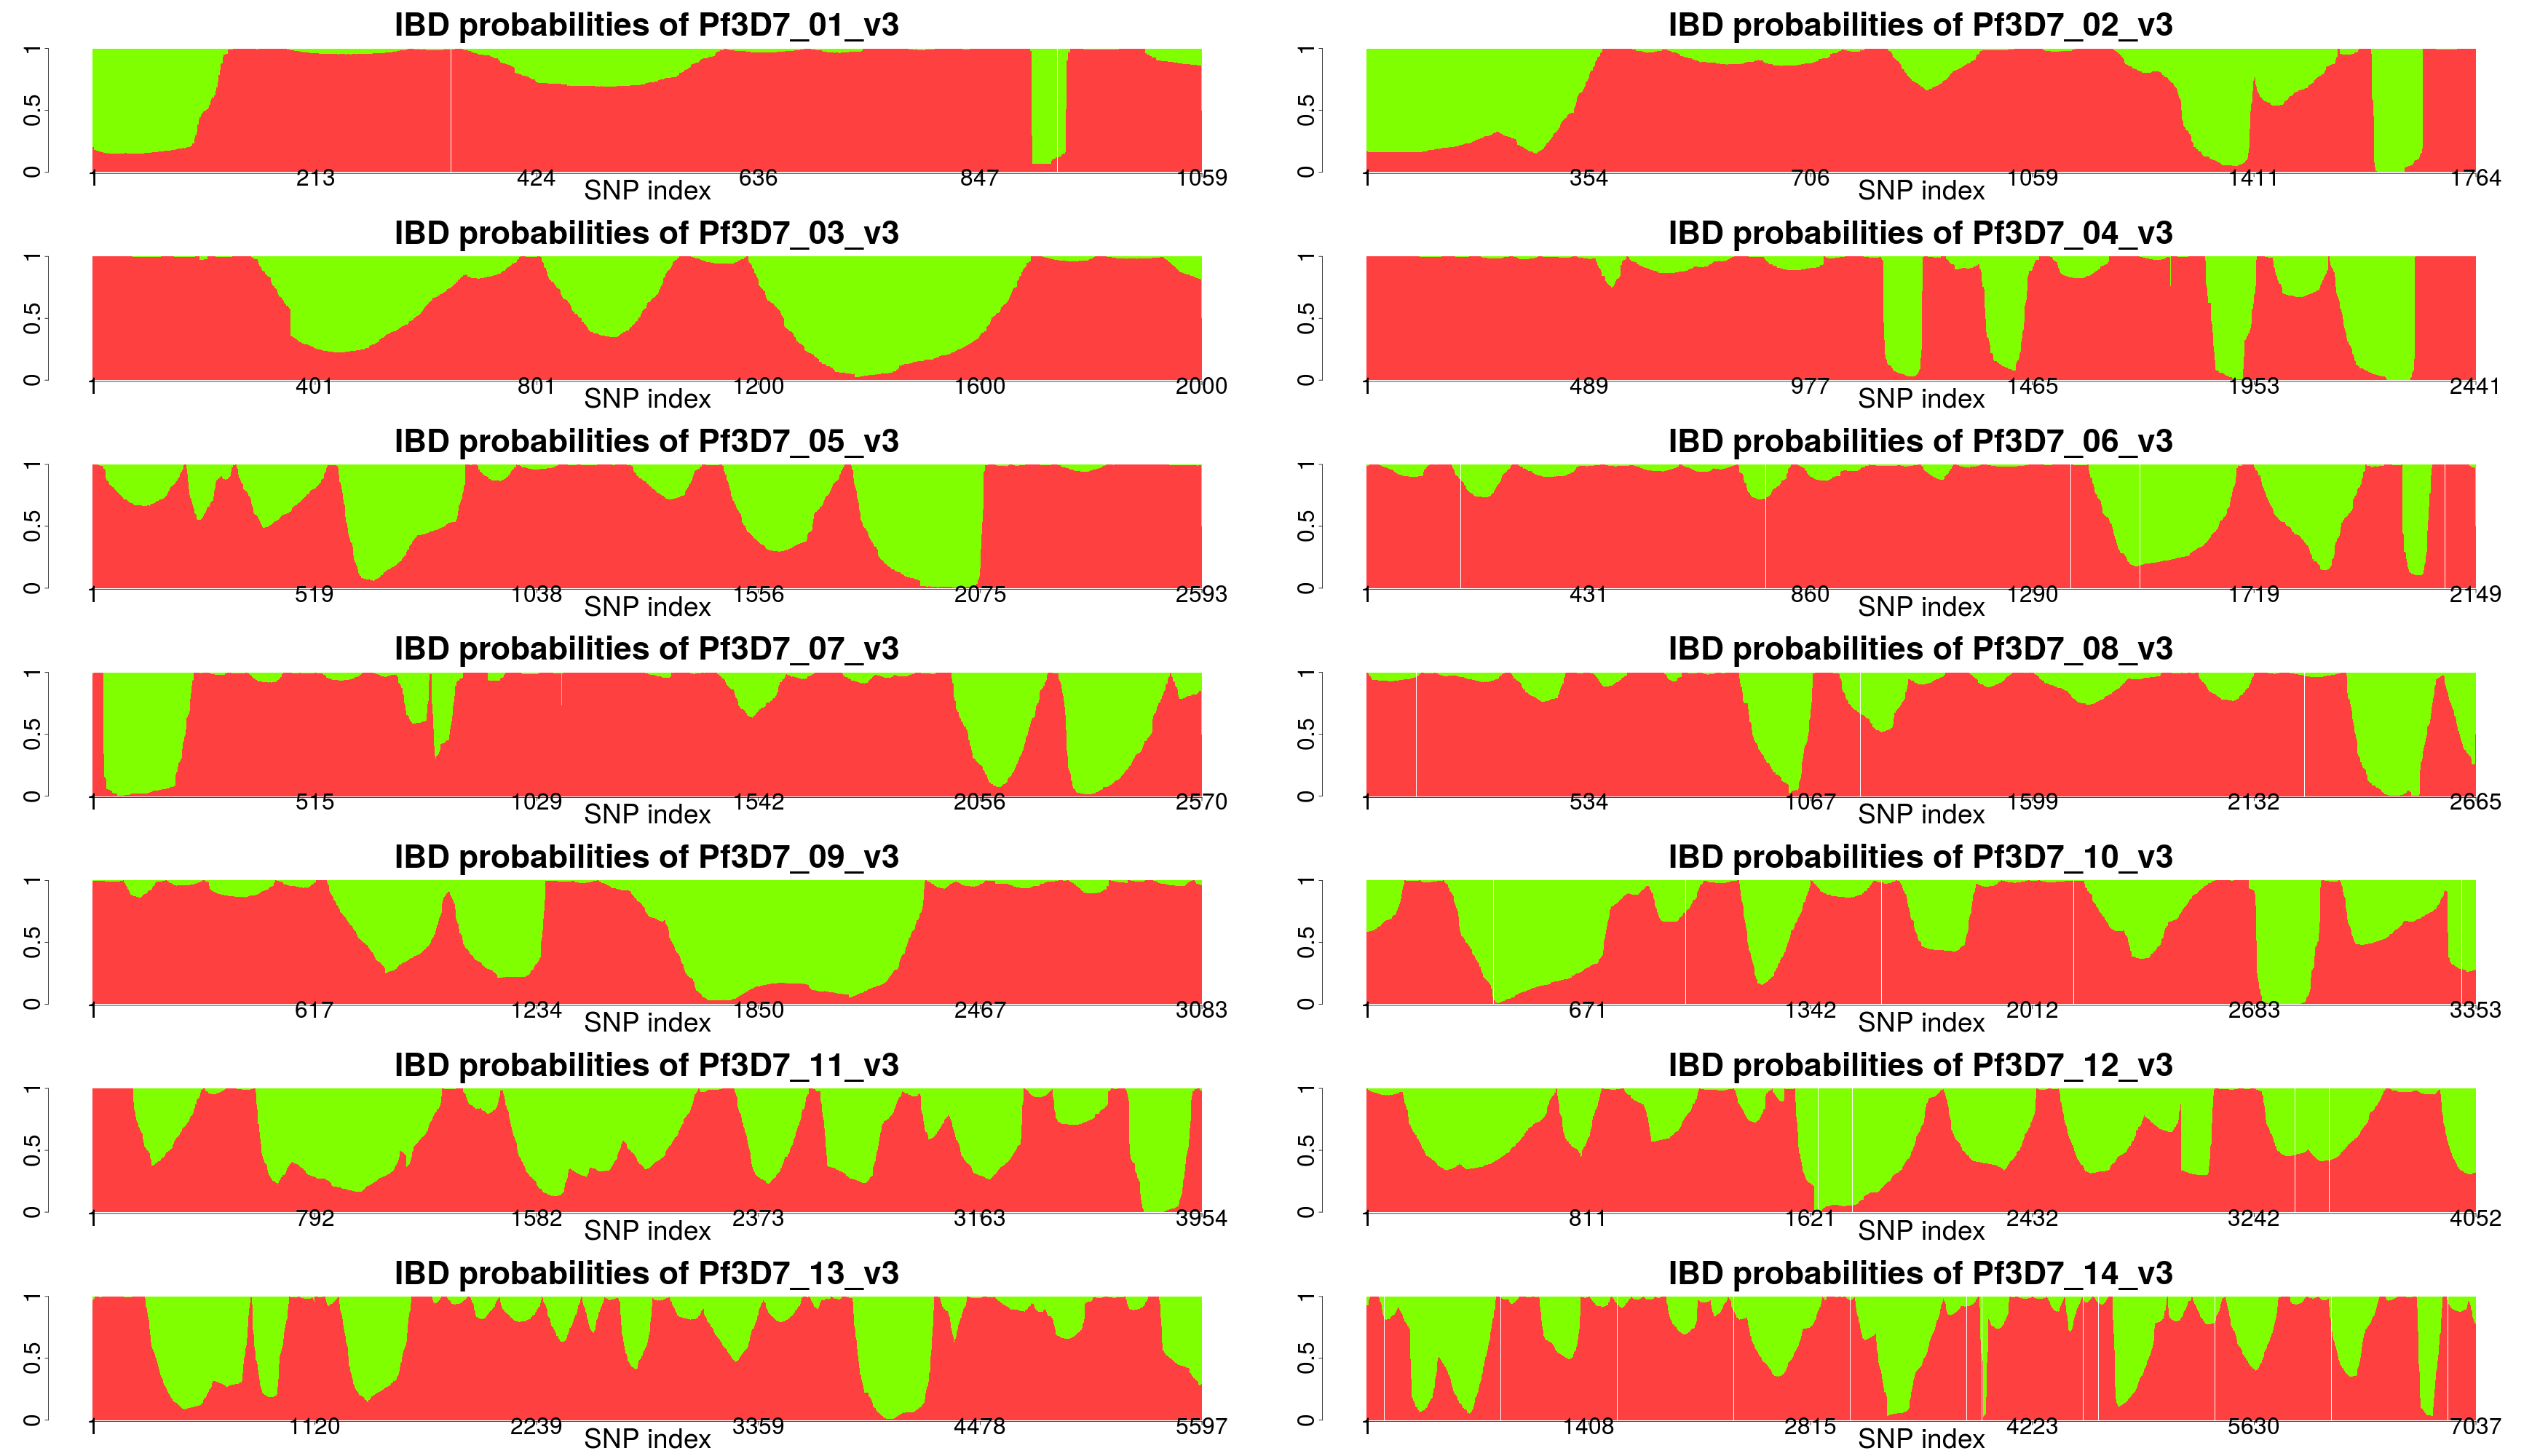 IBD probabilities of Pf3D7_01_v3
0 0.5 1
1 213 424 636 847 1059
SNP index
IBD probabilities of Pf3D7_02_v3
0 0.5 1
1 354 706 1059 1411 1764
SNP index
IBD probabilities of Pf3D7_03_v3
0 0.5 1
1 401 801 1200 1600 2000
SNP index
IBD probabilities of Pf3D7_04_v3
0 0.5 1
1 489 977 1465 1953 2441
SNP index
IBD probabilities of Pf3D7_05_v3
0 0.5 1
1 519 1038 1556 2075 2593
SNP index
IBD probabilities of Pf3D7_06_v3
0 0.5 1
1 431 860 1290 1719 2149
SNP index
IBD probabilities of Pf3D7_07_v3
0 0.5 1
1 515 1029 1542 2056 2570
SNP index
IBD probabilities of Pf3D7_08_v3
0 0.5 1
1 534 1067 1599 2132 2665
SNP index
IBD probabilities of Pf3D7_09_v3
0 0.5 1
1 617 1234 1850 2467 3083
SNP index
IBD probabilities of Pf3D7_10_v3
0 0.5 1
1 671 1342 2012 2683 3353
SNP index
IBD probabilities of Pf3D7_11_v3
0 0.5 1
1 792 1582 2373 3163 3954
SNP index
IBD probabilities of Pf3D7_12_v3
0 0.5 1
1 811 1621 2432 3242 4052
SNP index
IBD probabilities of Pf3D7_13_v3
0 0.5 1
1 1120 2239 3359 4478 5597
SNP index
IBD probabilities of Pf3D7_14_v3
0 0.5 1
1 1408 2815 4223 5630 7037
SNP index